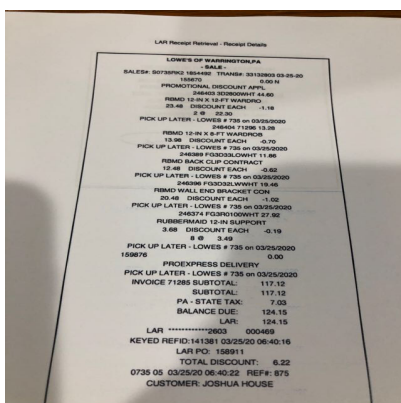 LAR Receipt Retrieval - Receipt Details
LOWE'S OF WARRINGTON,PA
- SALE -
SALES#: S0735RK2 1854492 TRANS#: 33132803 03-25-20
155870 0.00 N
PROMOTIONAL DISCOUNT APPL
246403 3D2800WHT 44.60
RBMD 12-IN X 12-FT WARDRO
23.48 DISCOUNT EACH -1.18
2 @ 22.30
PICK UP LATER - LOWES # 735 on 03/25/2020
246404 71296 13.28
RBMD 12-IN X 6-FT WARDROB
13.98 DISCOUNT EACH -0.70
PICK UP LATER - LOWES # 735 on 03/25/2020
246389 FG3D33LOWHT 11.86
RBMD BACK CLIP CONTRACT
12.48 DISCOUNT EACH -0.62
PICK UP LATER - LOWES # 735 on 03/25/2020
246398 FG3D32LWWHT 19.46
RBMD WALL END BRACKET CON
20.48 DISCOUNT EACH -1.02
PICK UP LATER - LOWES # 735 on 03/25/2020
246374 FG3R0100WHT 27.92
RUBBERMAID 12-IN SUPPORT
3.68 DISCOUNT EACH -0.19
8 @ 3.49
PICK UP LATER - LOWES # 735 on 03/25/2020
159876 0.00
PROEXPRESS DELIVERY
PICK UP LATER - LOWES # 735 on 03/25/2020
INVOICE 71285 SUBTOTAL: 117.12
SUBTOTAL: 117.12
PA - STATE TAX: 7.03
BALANCE DUE: 124.15
LAR: 124.15
LAR ************2603 000469
KEYED REFID:141381 03/25/20 06:40:16
LAR PO: 158911
TOTAL DISCOUNT: 6.22
0735 05 03/25/20 06:40:22 REF#: 875
CUSTOMER: JOSHUA HOUSE